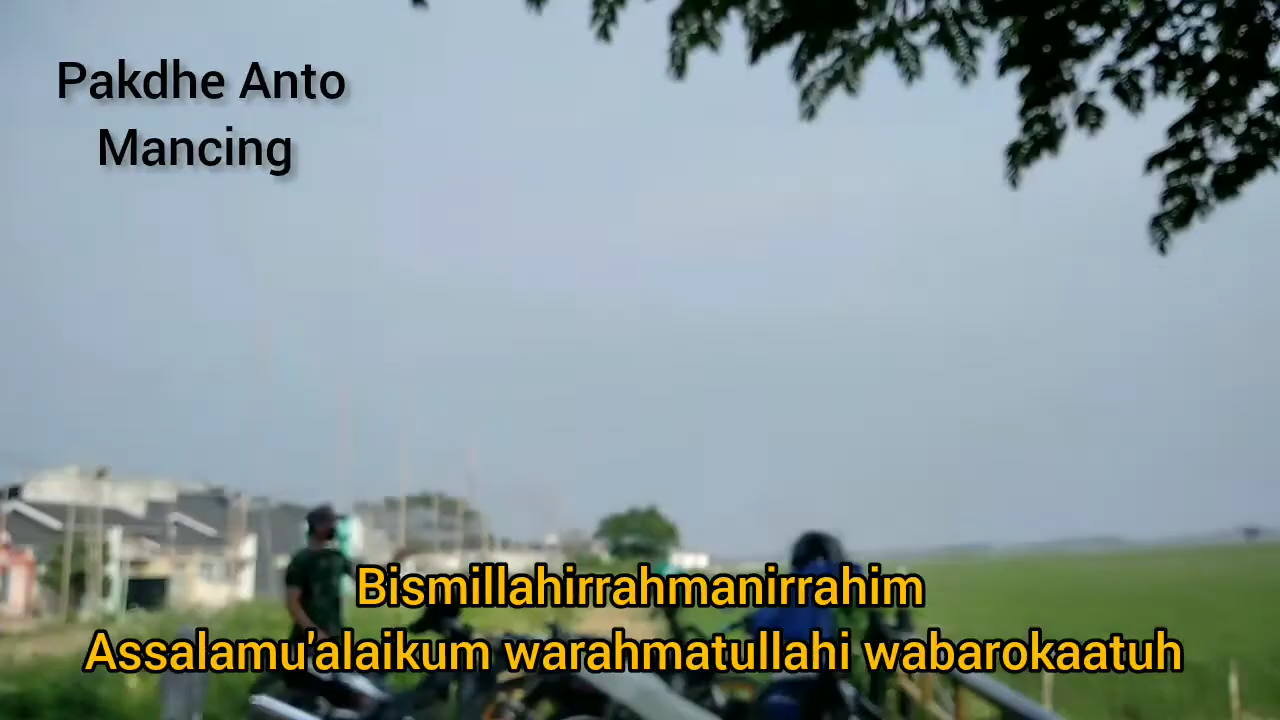 Pakdhe Anto
Mancing
Bismillahirrahmanirrahim
Assalamu'alaikum warahmatullahi wabarokaatuh